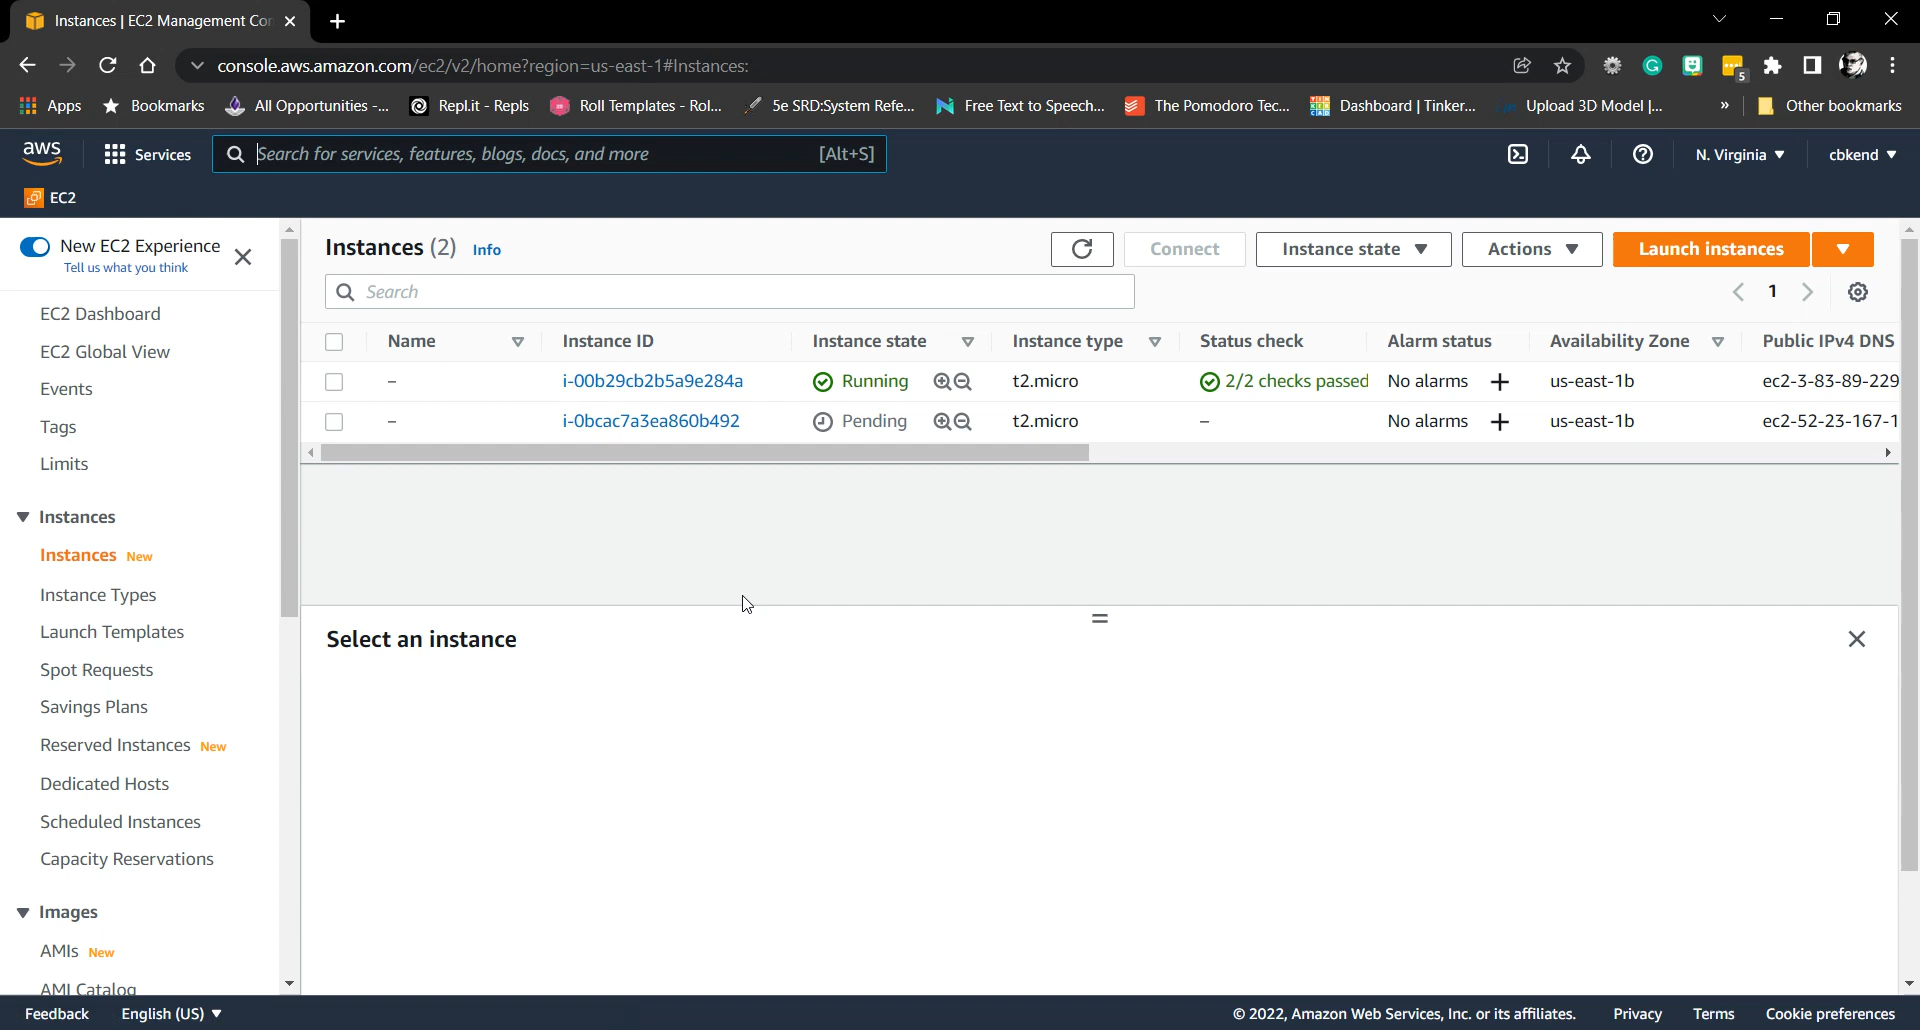 Instances | EC2 Management Con
console.aws.amazon.com/ec2/v2/home?region=us-east-1#Instances:
5
Apps Bookmarks All Opportunities -... Repl.it - Repls Roll Templates - Rol... 5e SRD:System Refe... Free Text to Speech... The Pomodoro Tec... Dashboard | Tinker... Upload 3D Model |... » Other bookmarks
aws Services Search for services, features, blogs, docs, and more [Alt+S] N. Virginia cbkend
EC2
New EC2 Experience
Tell us what you think
EC2 Dashboard
EC2 Global View
Events
Tags
Limits
Instances
Instances New
Instance Types
Launch Templates
Spot Requests
Savings Plans
Reserved Instances New
Dedicated Hosts
Scheduled Instances
Capacity Reservations
Images
AMIs New
AMI Catalog
Instances (2) Info Connect Instance state Actions Launch instances
Search 1
Name Instance ID Instance state Instance type Status check Alarm status Availability Zone Public IPv4 DNS
– i-00b29cb2b5a9e284a Running t2.micro 2/2 checks passed No alarms + us-east-1b ec2-3-83-89-229
– i-0bcac7a3ea860b492 Pending t2.micro – No alarms + us-east-1b ec2-52-23-167-1
Select an instance
Feedback English (US) © 2022, Amazon Web Services, Inc. or its affiliates. Privacy Terms Cookie preferences